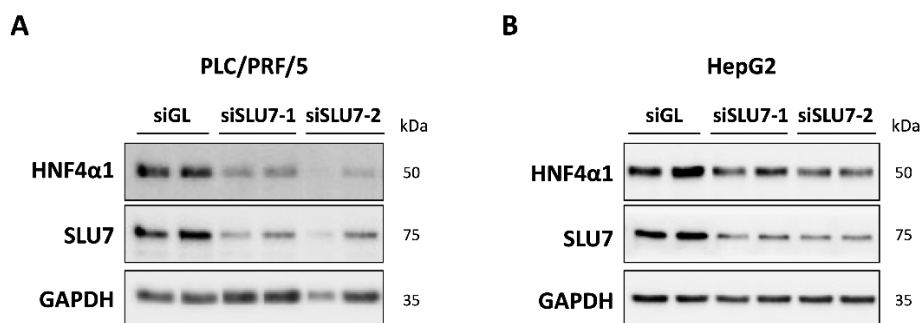 A
PLC/PRF/5
siGL siSLU7-1 siSLU7-2 kDa
HNF4α1 50
SLU7 75
GAPDH 35
B
HepG2
siGL siSLU7-1 siSLU7-2 kDa
HNF4α1 50
SLU7 75
GAPDH 35